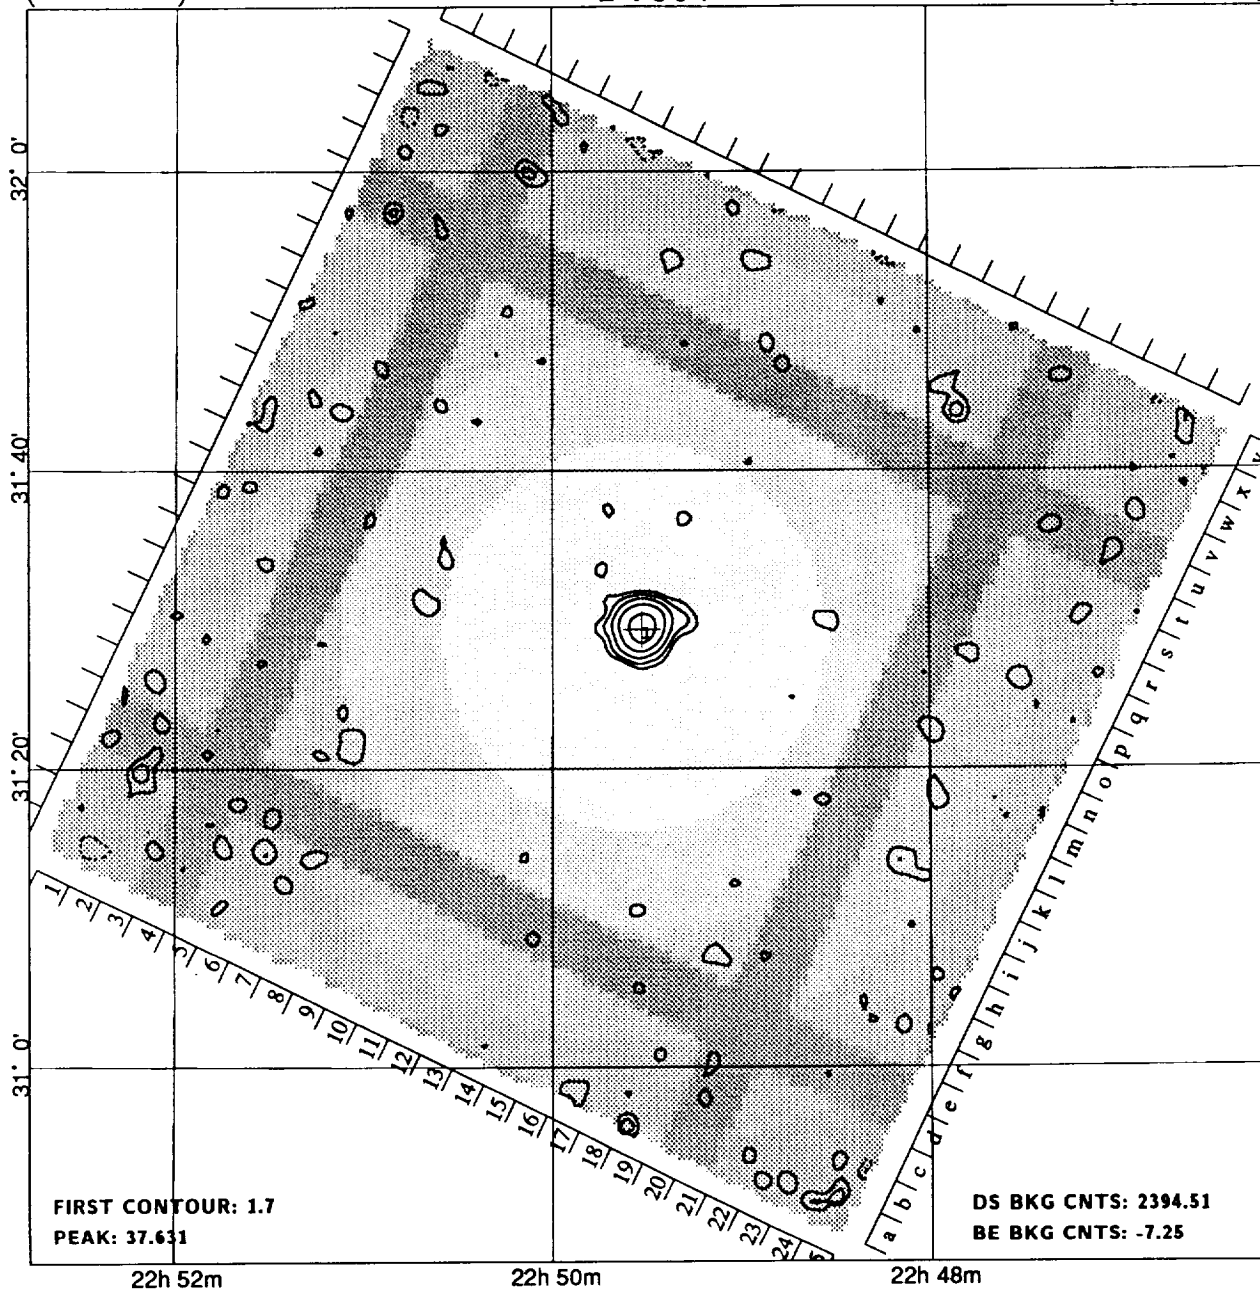 32° 0'
31° 40'
31° 20'
31° 0'
1 2 3 4 5 6 7 8 9 10 11 12 13 14 15 16 17 18 19 20 21 22 23 24
a b c d e f g h i j k l m n o p q r s t u v w x
FIRST CONTOUR: 1.7
PEAK: 37.631
DS BKG CNTS: 2394.51
BE BKG CNTS: -7.25
22h 52m
22h 50m
22h 48m